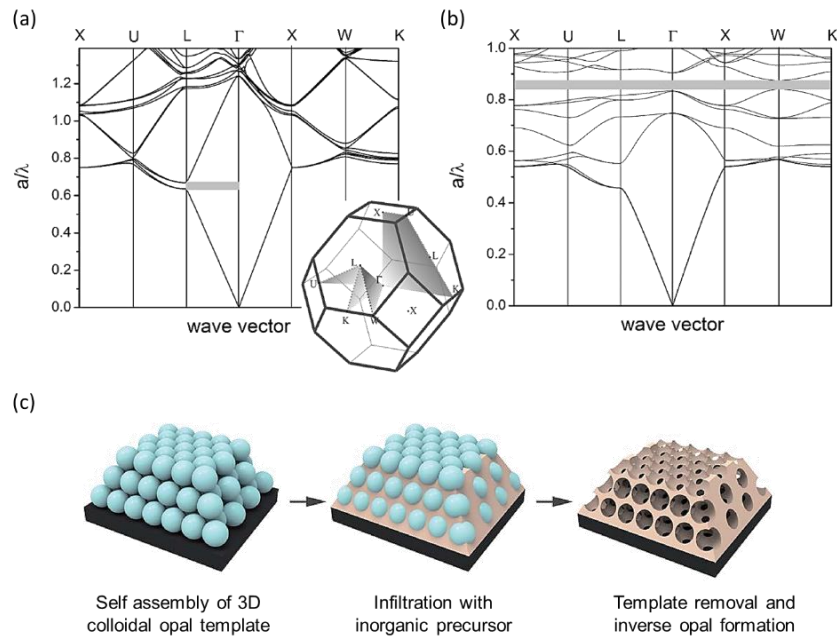 (a)
X U L Γ X W K
1.2
1.0
0.8
0.6
0.4
0.2
0.0
a/λ
wave vector
X
L
Γ
L
U
K
K
W
X
(b)
X U L Γ X W K
1.0
0.8
0.6
0.4
0.2
0.0
a/λ
wave vector
(c)
Self assembly of 3D
colloidal opal template
Infiltration with
inorganic precursor
Template removal and
inverse opal formation